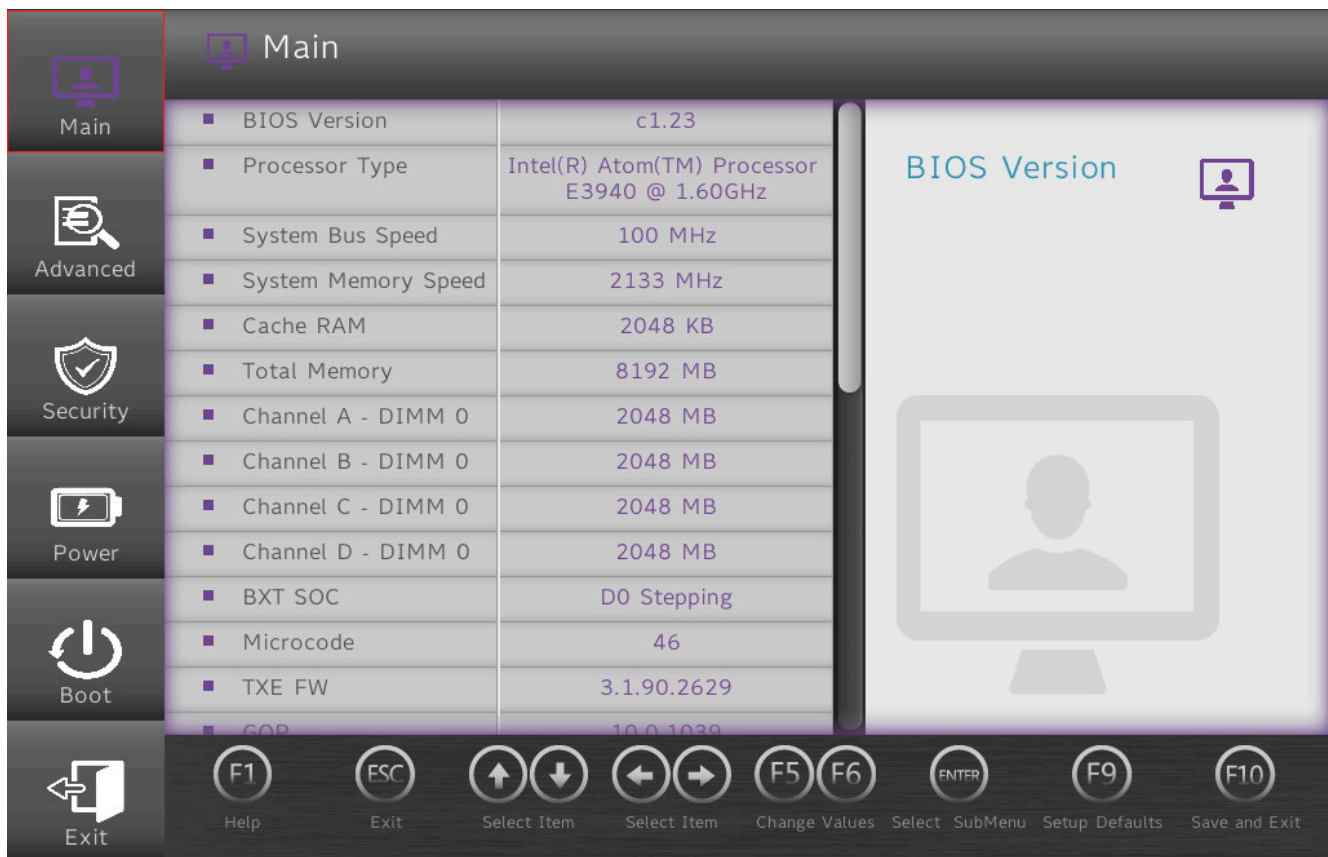 Main
Main
BIOS Version c1.23
Processor Type Intel(R) Atom(TM) Processor
E3940 @ 1.60GHz
System Bus Speed 100 MHz
System Memory Speed 2133 MHz
Cache RAM 2048 KB
Total Memory 8192 MB
Channel A - DIMM 0 2048 MB
Channel B - DIMM 0 2048 MB
Channel C - DIMM 0 2048 MB
Channel D - DIMM 0 2048 MB
BXT SOC D0 Stepping
Microcode 46
TXE FW 3.1.90.2629
GOP 10.0.1039
BIOS Version
Advanced
Security
Power
Boot
Exit
F1 ESC F5 F6 ENTER F9 F10
Help Exit Select Item Select Item Change Values Select SubMenu Setup Defaults Save and Exit